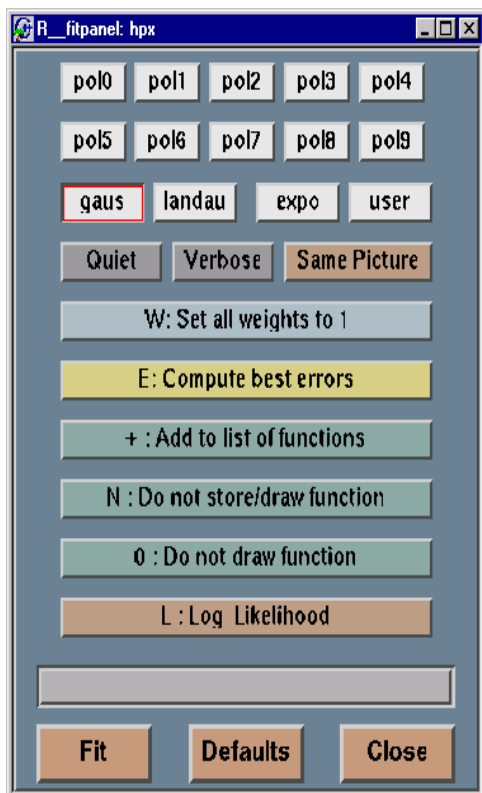 R__fitpanel: hpx
pol0 pol1 pol2 pol3 pol4
pol5 pol6 pol7 pol8 pol9
gaus landau expo user
Quiet Verbose Same Picture
W: Set all weights to 1
E: Compute best errors
+ : Add to list of functions
N : Do not store/draw function
0 : Do not draw function
L : Log Likelihood
Fit Defaults Close